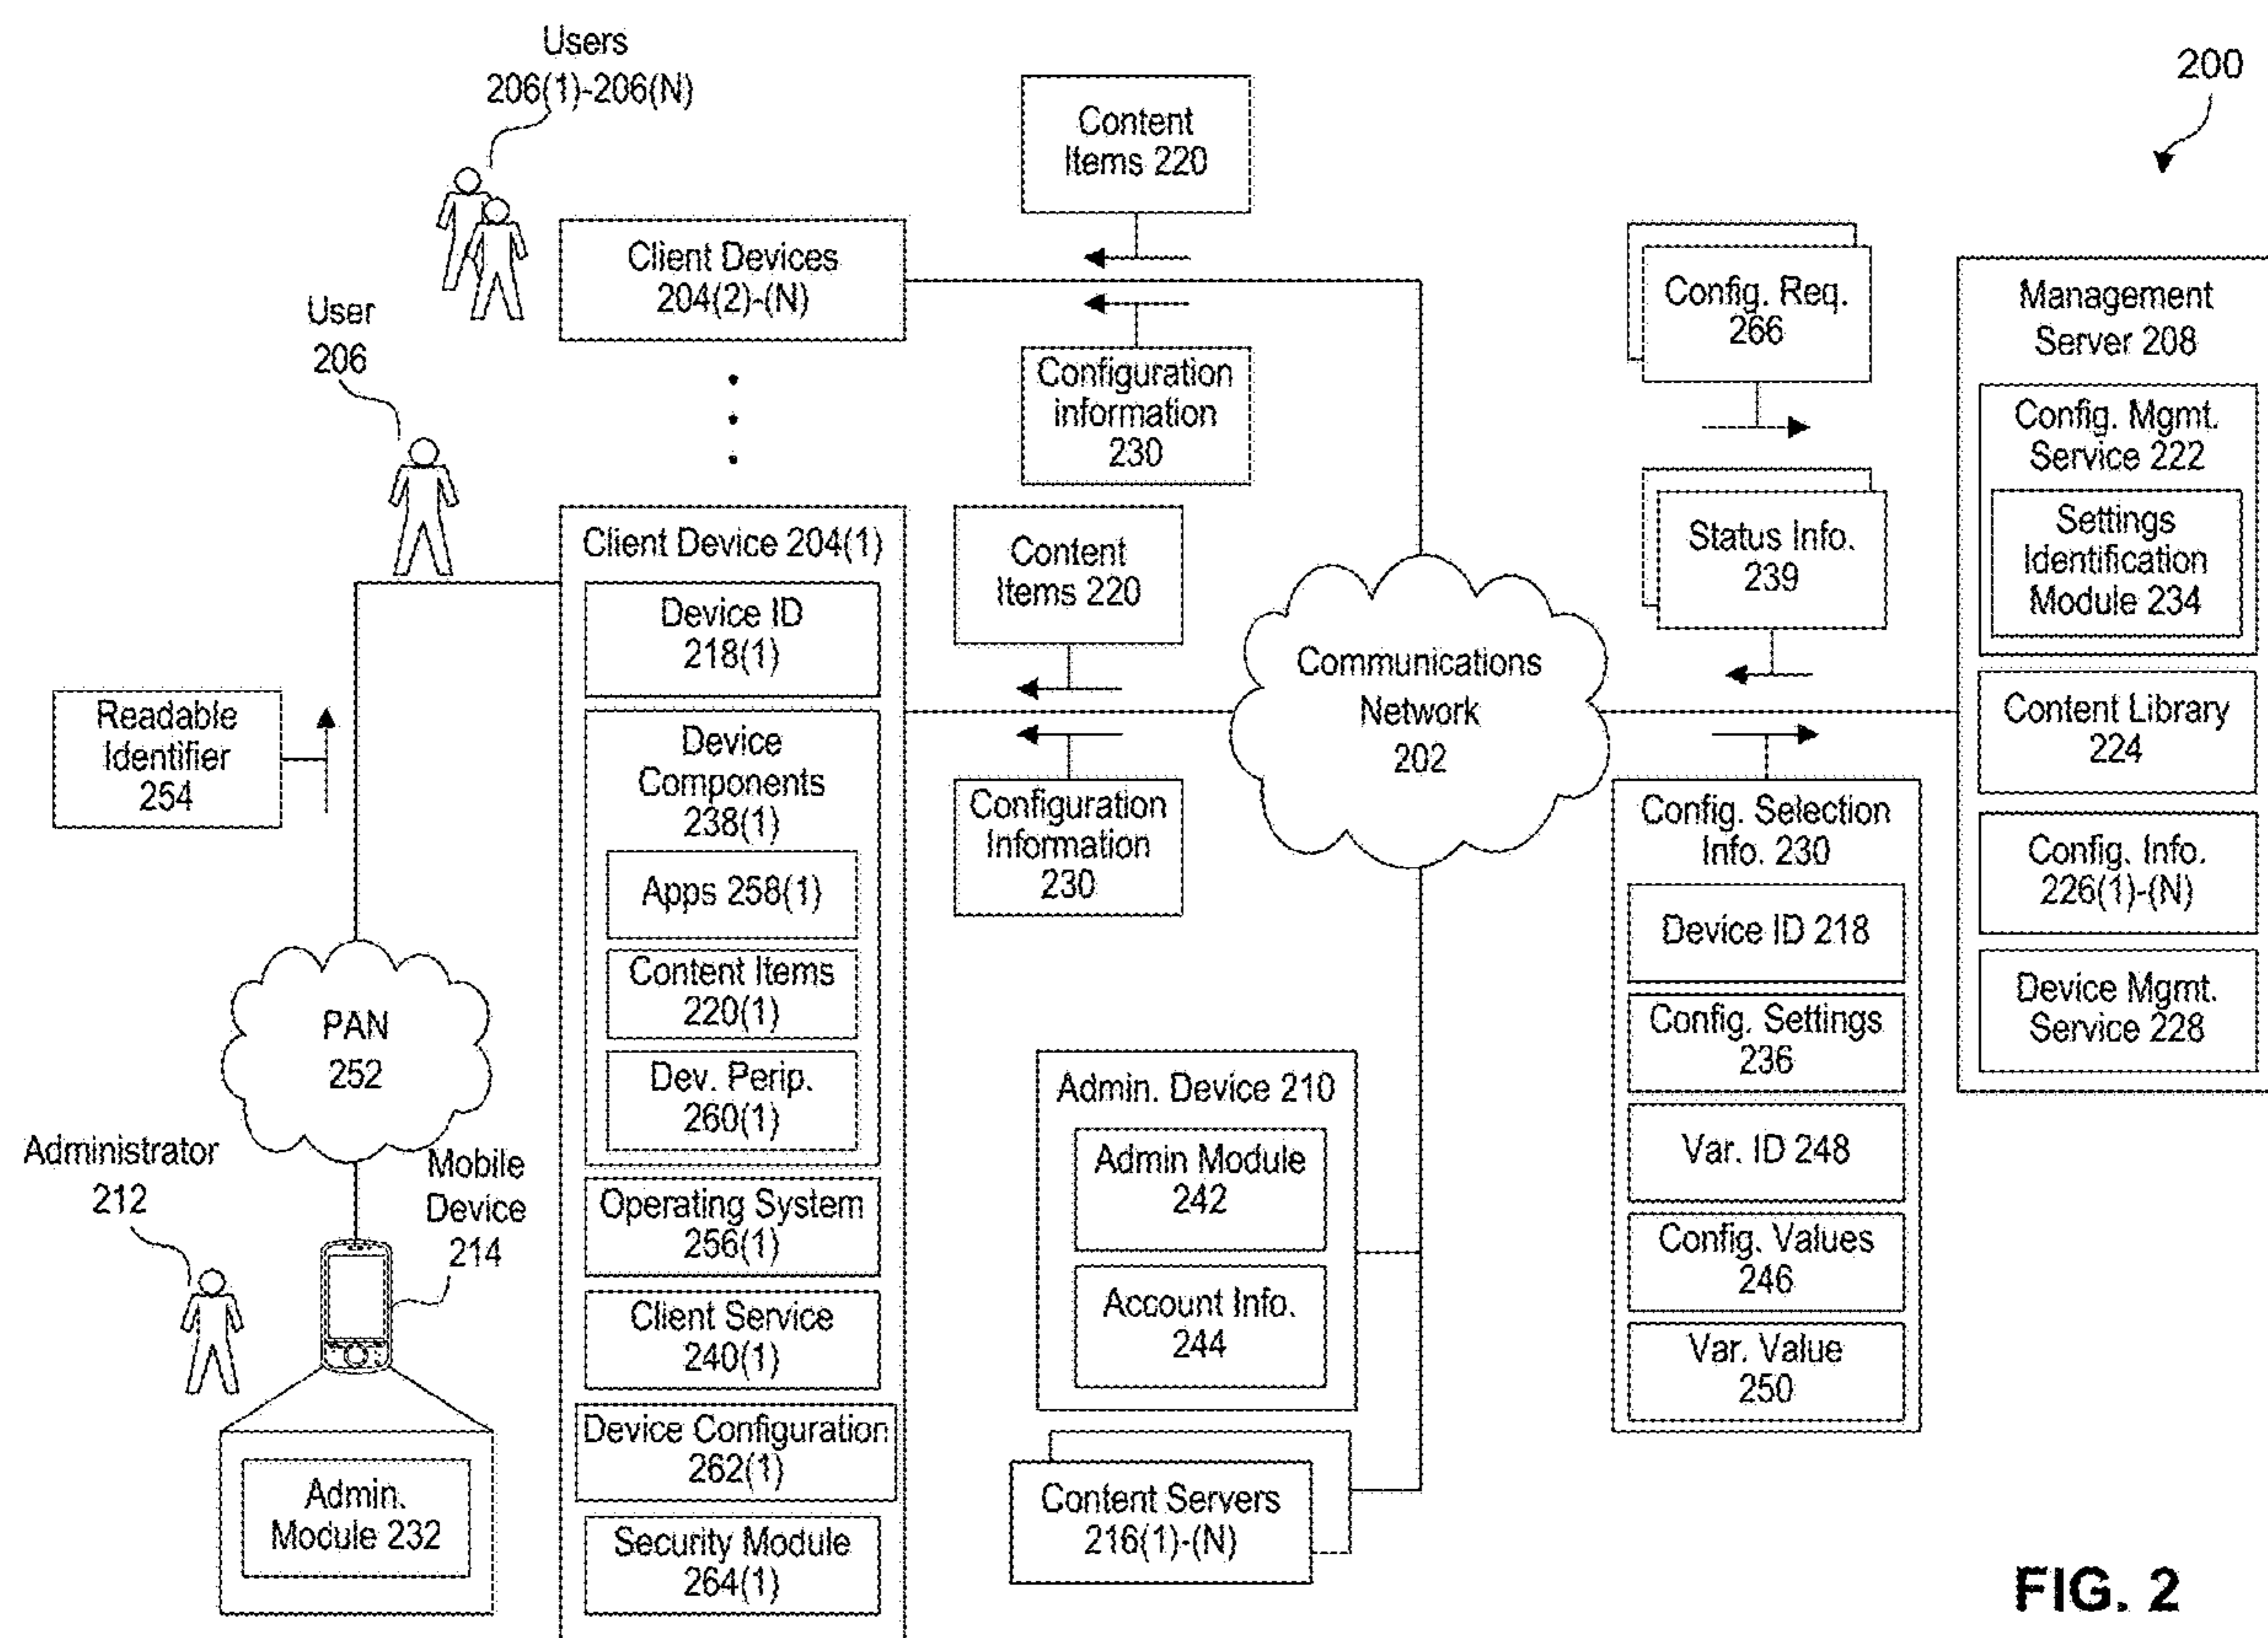 Users
206(1)-206(N)
200
Content
Items 220
Client Devices
204(2)-(N)
Config. Req.
266
Management
Server 208
User
206
Configuration
information
230
Config. Mgmt.
Service 222
Settings
Identification
Module 234
Status Info.
239
Client Device 204(1)
Device ID
218(1)
Content
Items 220
Communications
Network
202
Content Library
224
Readable
Identifier
254
Device
Components
238(1)
Configuration
Information
230
Config. Selection
Info. 230
Config. Info.
226(1)-(N)
Apps 258(1)
Device ID 218
Content Items
220(1)
Device Mgmt.
Service 228
PAN
252
Config. Settings
236
Dev. Perip.
260(1)
Admin. Device 210
Admin Module
242
Var. ID 248
Administrator
212
Mobile
Device
214
Operating System
256(1)
Config. Values
246
Account Info.
244
Client Service
240(1)
Var. Value
250
Device Configuration
262(1)
Admin.
Module 232
Content Servers
216(1)-(N)
Security Module
264(1)
FIG. 2